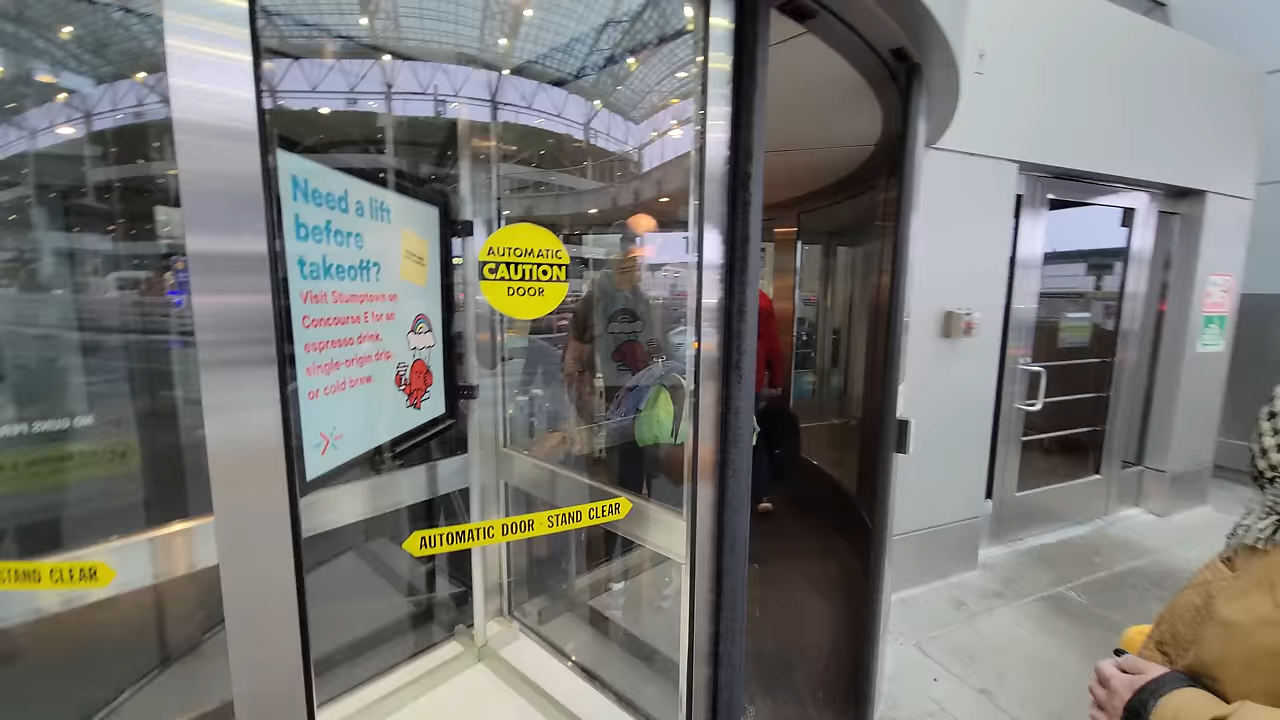 Need a lift
before
takeoff?
Visit Stumptown on
Concourse E for an
espresso drink,
single-origin drip,
or cold brew.
AUTOMATIC
CAUTION
DOOR
AUTOMATIC DOOR - STAND CLEAR
STAND CLEAR